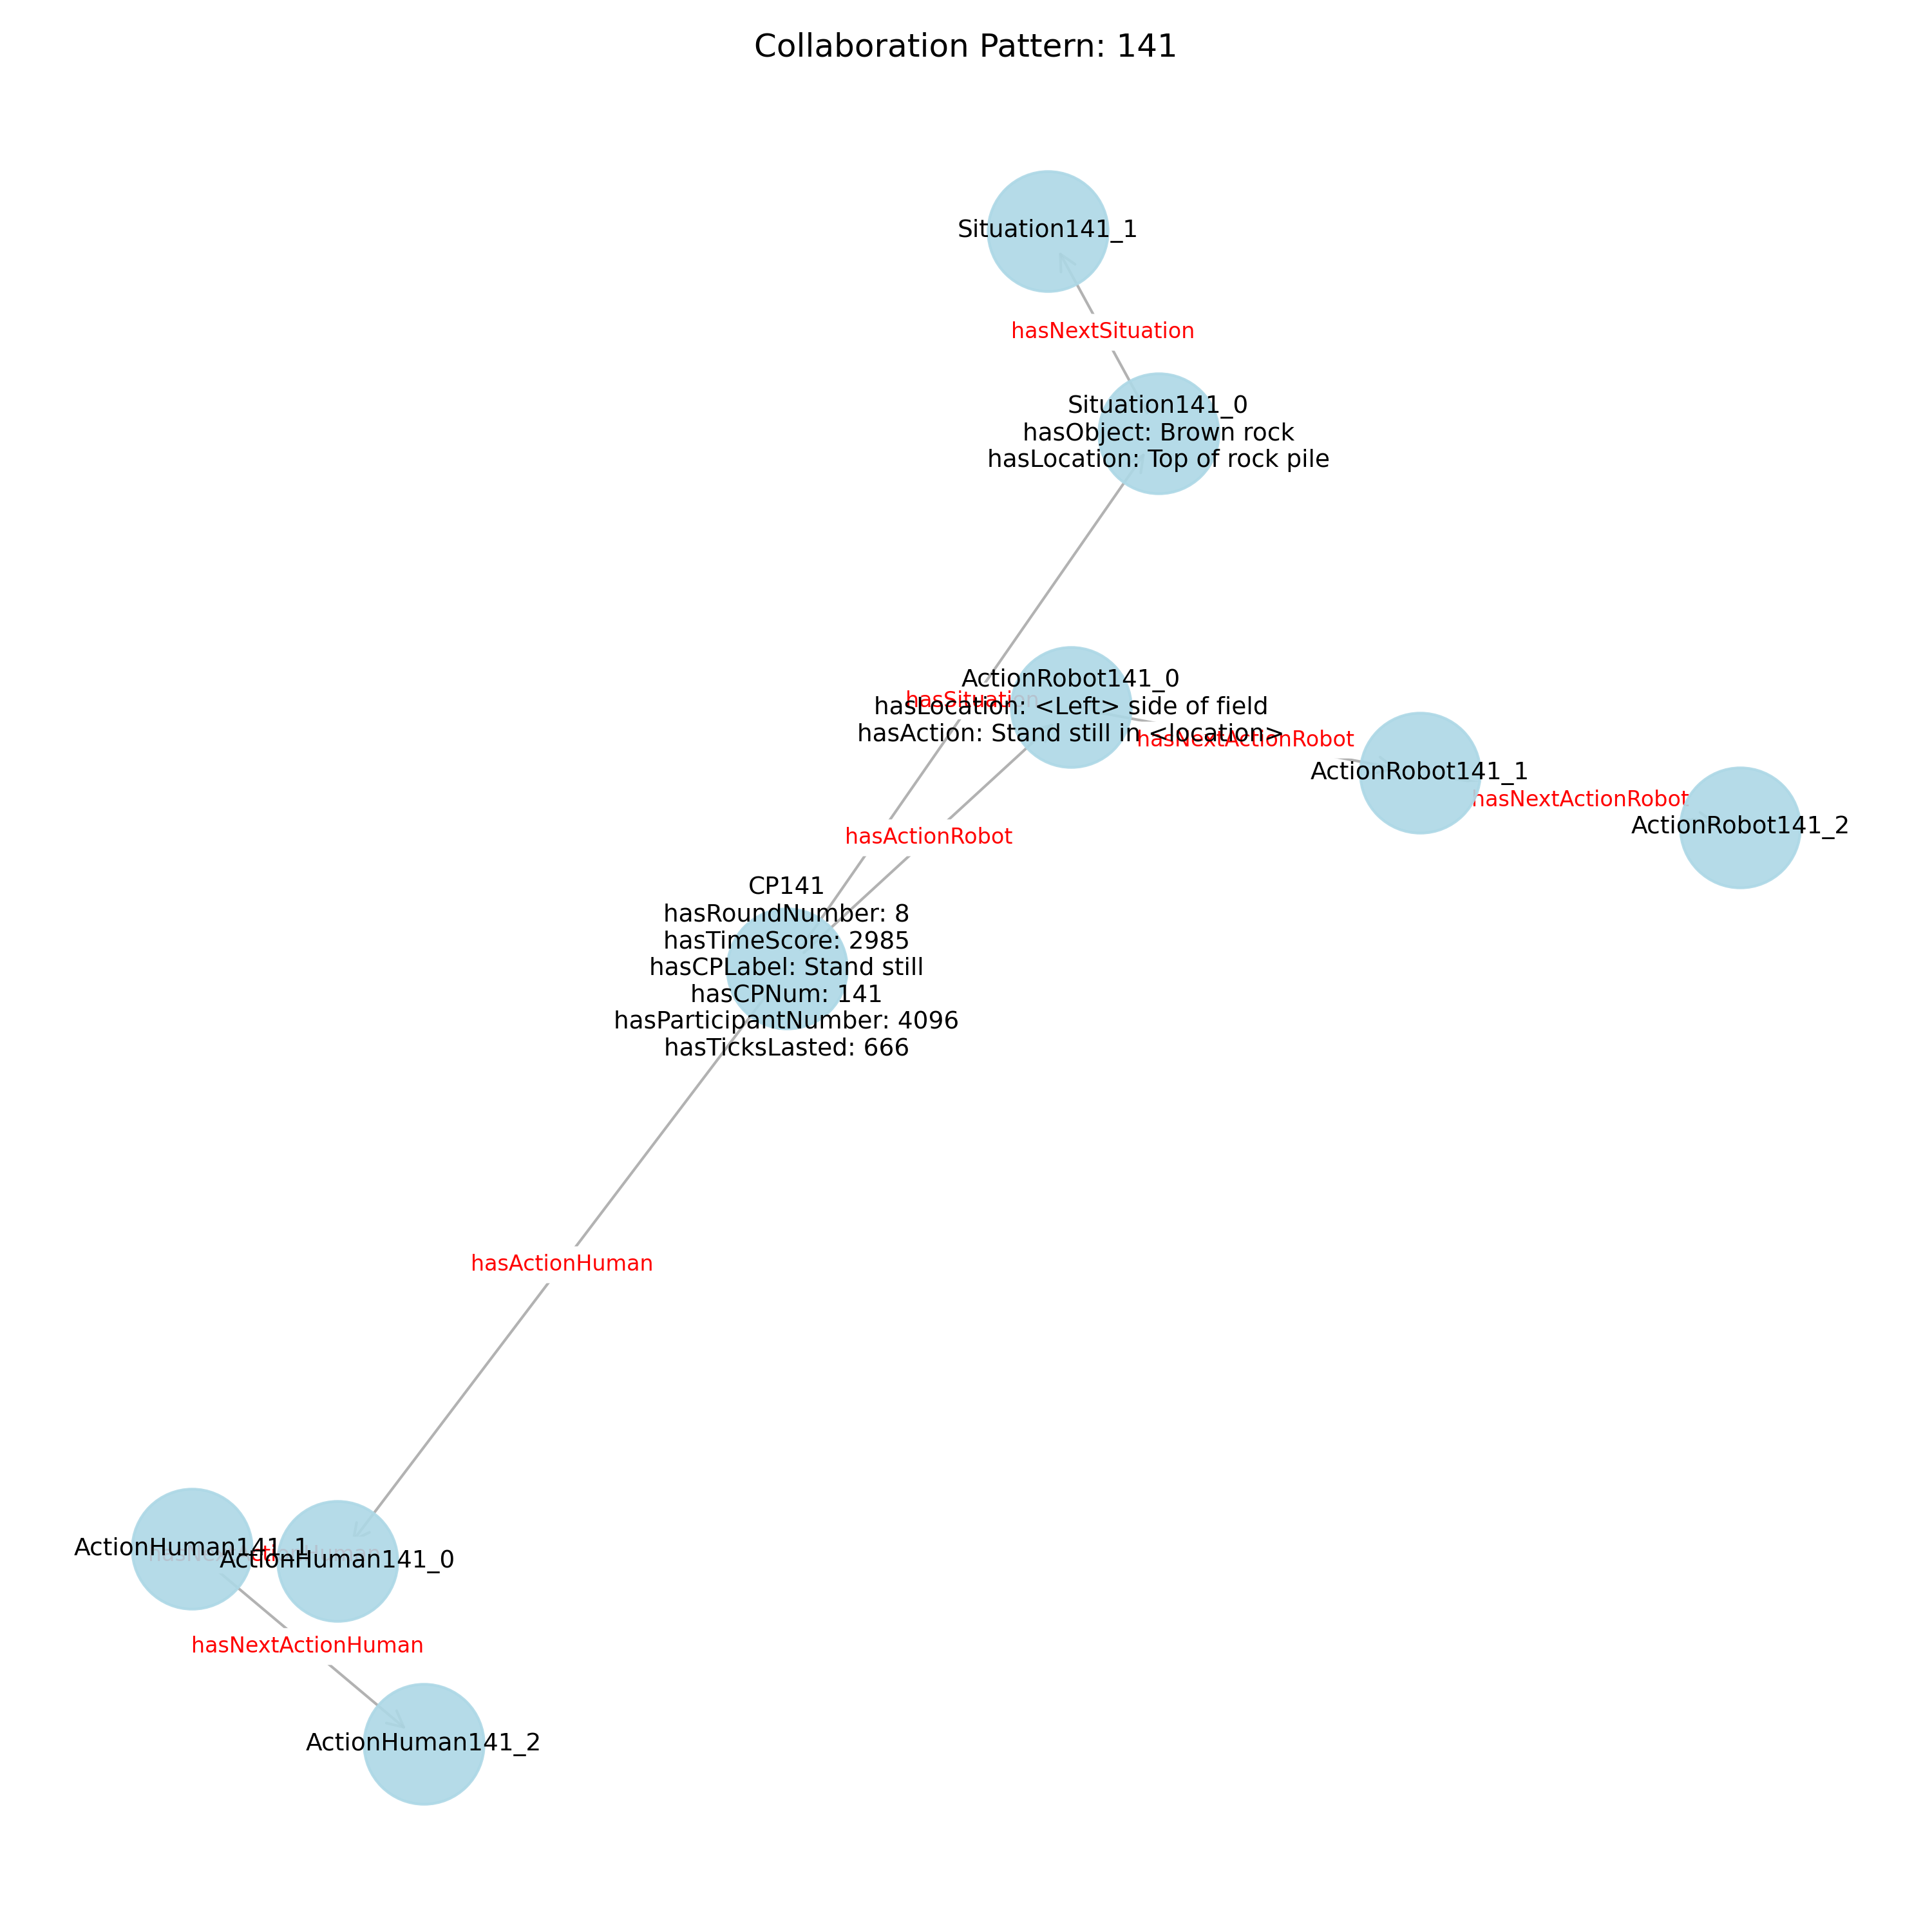 Collaboration Pattern: 141
Situation141_1
hasNextSituation
Situation141_0
hasObject: Brown rock
hasLocation: Top of rock pile
hasSituation
ActionRobot141_0
hasLocation: <Left> side of field
hasAction: Stand still in <location>
hasNextActionRobot
ActionRobot141_1
hasNextActionRobot
ActionRobot141_2
hasActionRobot
CP141
hasRoundNumber: 8
hasTimeScore: 2985
hasCPLabel: Stand still
hasCPNum: 141
hasParticipantNumber: 4096
hasTicksLasted: 666
hasActionHuman
ActionHuman141_1
hasNextActionHuman
ActionHuman141_0
hasNextActionHuman
ActionHuman141_2